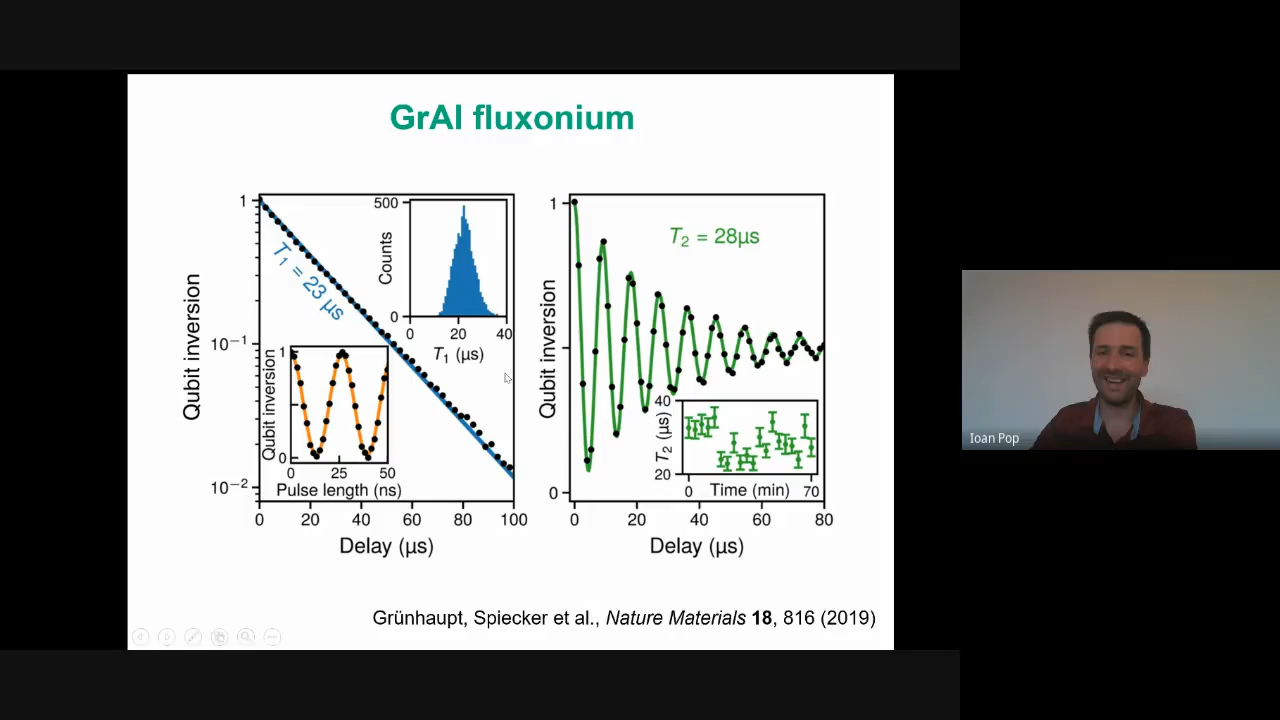 GrAl fluxonium
Qubit inversion
1
10⁻¹
10⁻²
T₁ = 23 µs
500
Counts
0
0 20 40
T₁ (µs)
Qubit inversion
1
0
0 25 50
Pulse length (ns)
0 20 40 60 80 100
Delay (µs)
Qubit inversion
1
0
T₂ = 28µs
T₂ (µs)
40
20
0 Time (min) 70
0 20 40 60 80
Delay (µs)
Grünhaupt, Spiecker et al., Nature Materials 18, 816 (2019)
Ioan Pop